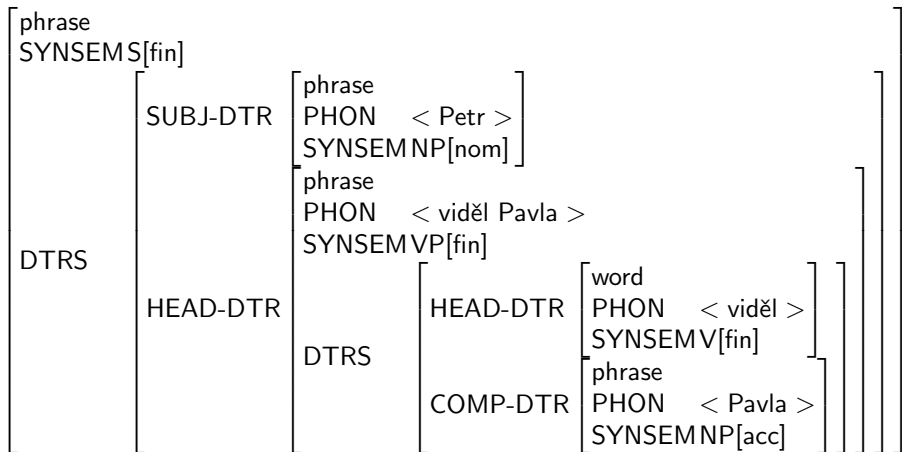 phrase
SYNSEM S[fin]
phrase
SUBJ-DTR PHON < Petr >
SYNSEM NP[nom]
phrase
PHON < viděl Pavla >
SYNSEM VP[fin]
DTRS
word
HEAD-DTR HEAD-DTR PHON < viděl >
SYNSEM V[fin]
DTRS
phrase
COMP-DTR PHON < Pavla >
SYNSEM NP[acc]